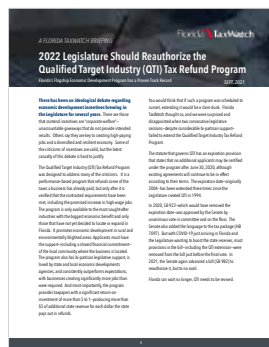 A FLORIDA TAXWATCH BRIEFING
Florida TaxWatch
2022 Legislature Should Reauthorize the
Qualified Target Industry (QTI) Tax Refund Program
Florida's Flagship Economic Development Program has a Proven Track Record
SEPT. 2021
There has been an ideological debate regarding
economic development incentives brewing in
the Legislature for several years. There are those
that contend incentives are "corporate welfare"—
unaccountable giveaways that do not provide intended
results. Others say they are key to creating high-paying
jobs and a diversified and resilient economy. Some of
the criticisms of incentives are valid, but the latest
casualty of this debate is hard to justify.
The Qualified Target Industry (QTI) Tax Refund Program
was designed to address many of the criticisms. It is a
performance-based program that refunds some of the
taxes a business has already paid, but only after it is
verified that the contracted requirements have been
met, including the promised increase in high-wage jobs.
The program is only available to the most sought after
industries with the biggest economic benefit and only
those that have not yet decided to locate or expand in
Florida. It promotes economic development in rural and
environmentally blighted areas. Applicants must have
the support—including a shared financial commitment—
of the local community where the business is located.
The program also has bi-partisan legislative support, is
loved by state and local economic developments
agencies, and consistently outperforms expectations,
with businesses creating significantly more jobs than
were required. And most importantly, the program
provides taxpayers with a significant return-on-
investment of more than 5 to 1—producing more than
$5 of additional state revenue for each dollar the state
pays out in refunds.
You would think that if such a program was scheduled to
sunset, extending it would be a slam-dunk. Florida
TaxWatch thought so, and we were surprised and
disappointed when two consecutive legislative
sessions—despite considerable bi-partisan support—
failed to extend the Qualified Target Industry Tax Refund
Program.
The statute that governs QTI has an expiration provision
that states that no additional applicants may be certified
under the program after June 30, 2020, although
existing agreements will continue to be in effect
according to their terms. The expiration date—originally
2004—has been extended three times since the
Legislature created QTI in 1994.
In 2020, SB 922—which would have removed the
expiration date—was approved by the Senate by
unanimous vote in committee and on the floor. The
Senate also added the language to the tax package (HB
7097). But with COVID-19 just arriving in Florida and
the Legislature wanting to boost the state reserves, most
provisions in the bill—including the QTI extension—were
removed from the bill just before the final vote. In
2021, the Senate again advanced a bill (SB 982) to
reauthorize it, but to no avail.
Florida can wait no longer, QTI needs to be revised.